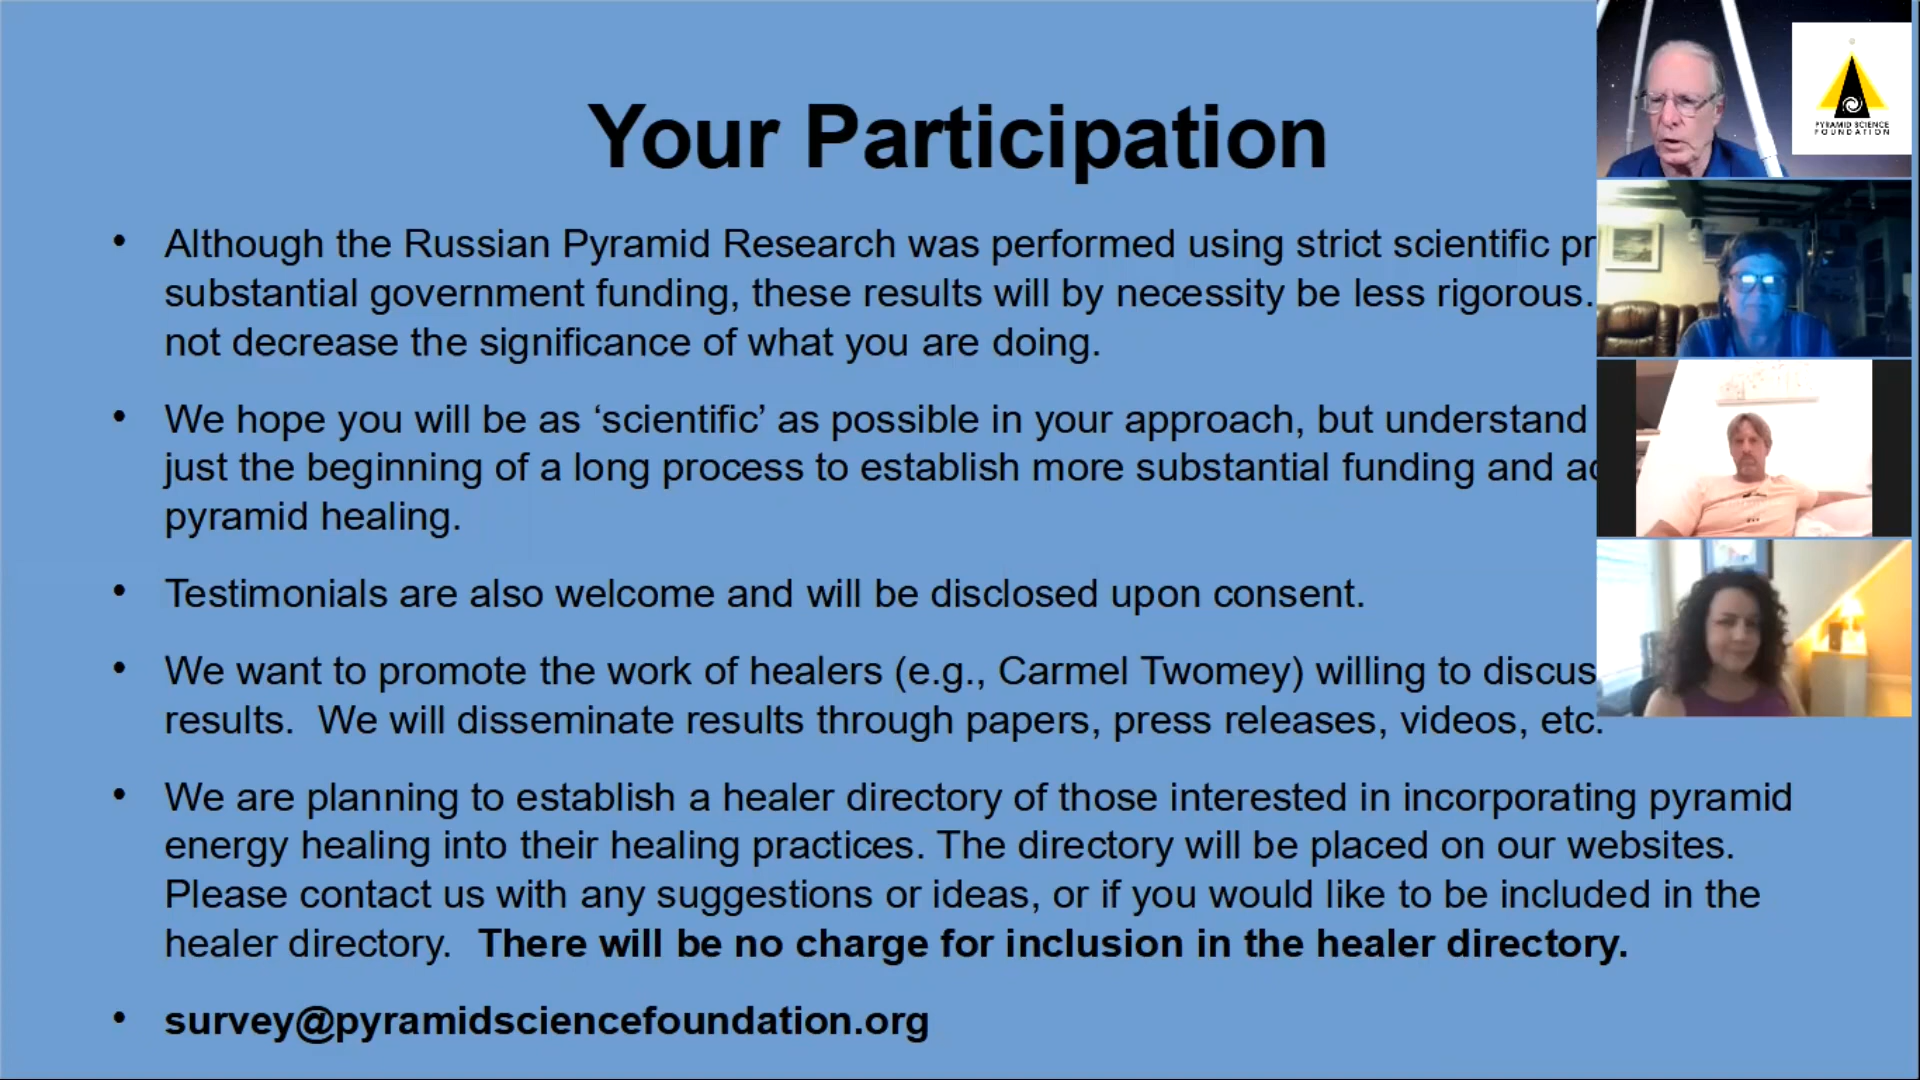 Your Participation
• Although the Russian Pyramid Research was performed using strict scientific
substantial government funding, these results will by necessity be less rigorous.
not decrease the significance of what you are doing.
• We hope you will be as ‘scientific’ as possible in your approach, but understand
just the beginning of a long process to establish more substantial funding and
pyramid healing.
• Testimonials are also welcome and will be disclosed upon consent.
• We want to promote the work of healers (e.g., Carmel Twomey) willing to
results.  We will disseminate results through papers, press releases, videos, etc.
• We are planning to establish a healer directory of those interested in incorporating pyramid
energy healing into their healing practices. The directory will be placed on our websites.
Please contact us with any suggestions or ideas, or if you would like to be included in the
healer directory.  There will be no charge for inclusion in the healer directory.
• survey@pyramidsciencefoundation.org
PYRAMID SCIENCE
FOUNDATION